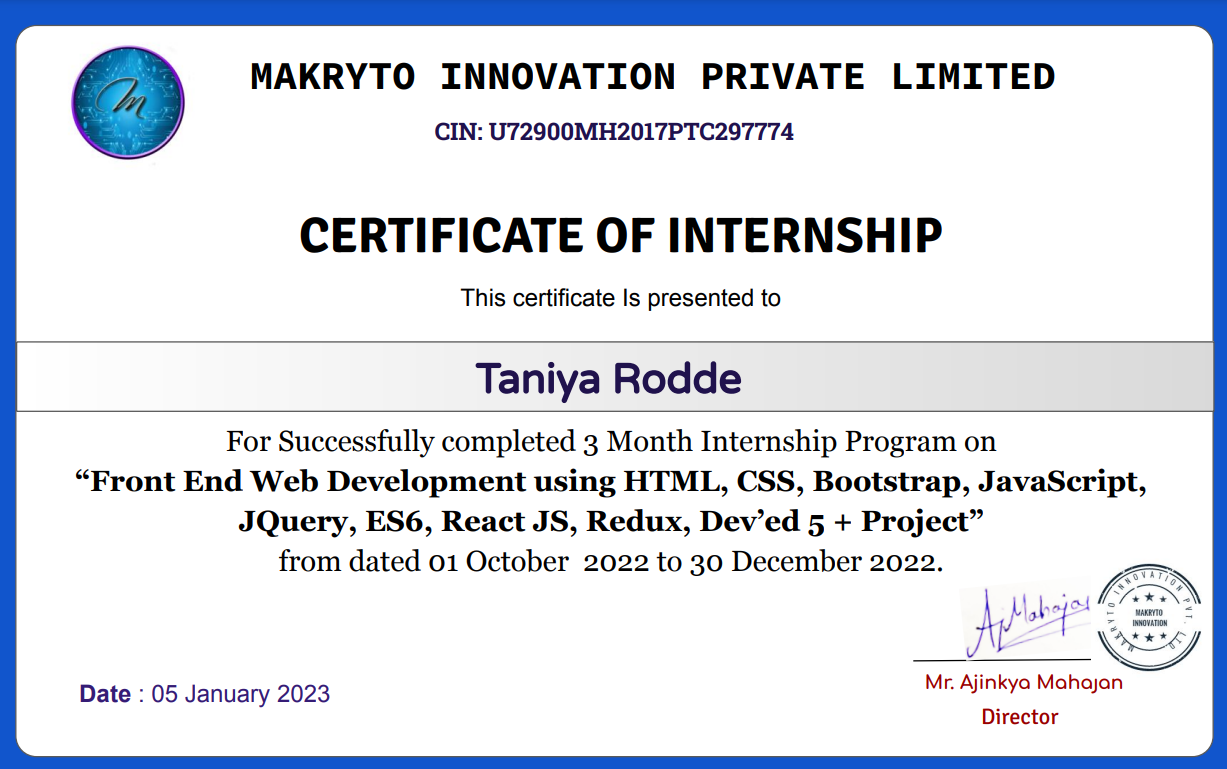 MAKRYTO INNOVATION PRIVATE LIMITED
CIN: U72900MH2017PTC297774
CERTIFICATE OF INTERNSHIP
This certificate Is presented to
Taniya Rodde
For Successfully completed 3 Month Internship Program on
“Front End Web Development using HTML, CSS, Bootstrap, JavaScript,
JQuery, ES6, React JS, Redux, Dev’ed 5 + Project”
from dated 01 October 2022 to 30 December 2022.
AjMahajan
MAKRYTO INNOVATION PVT. LTD.
MAKRYTO
INNOVATION
Date : 05 January 2023
Mr. Ajinkya Mahajan
Director